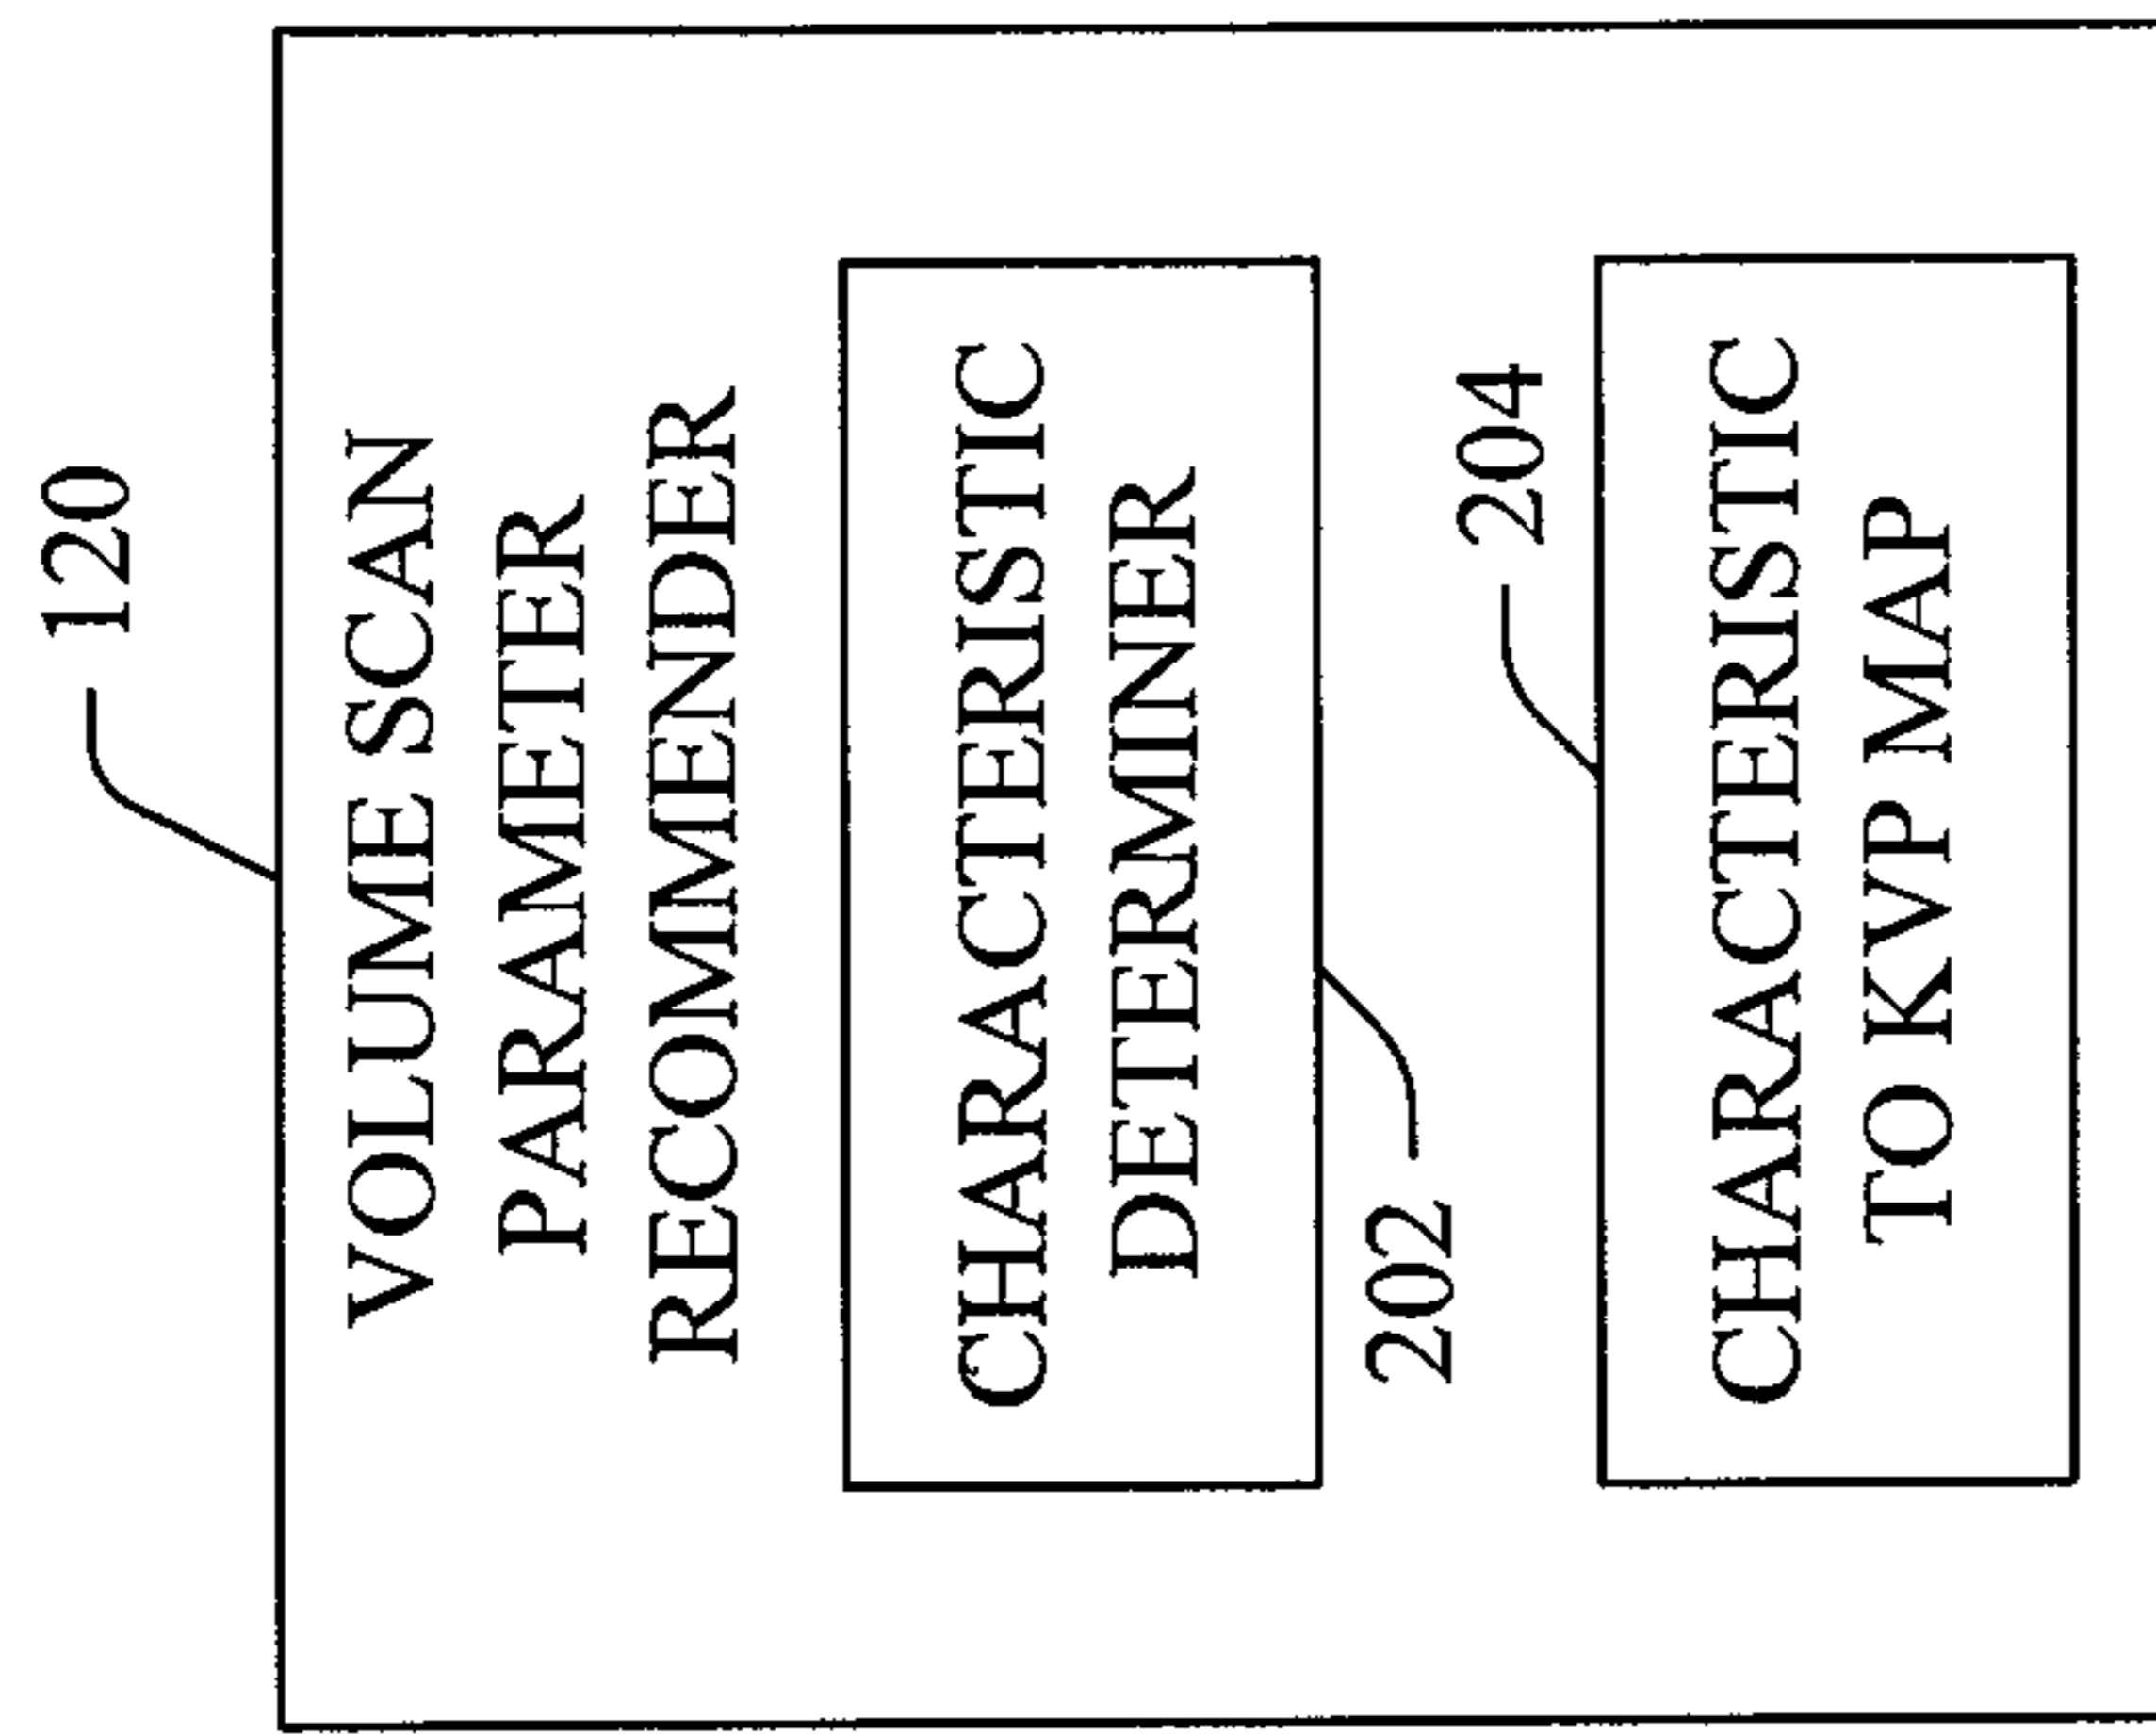 120
VOLUME SCAN
PARAMETER
RECOMMENDER
CHARACTERISTIC
DETERMINER
202
204
CHARACTERISTIC
TO KVP MAP